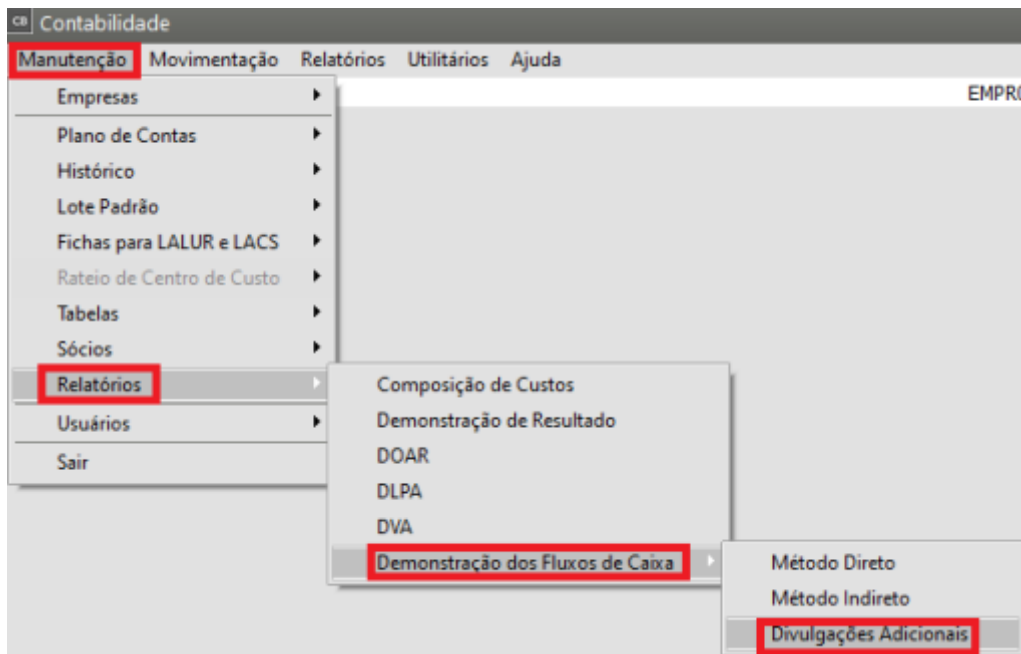 CB Contabilidade
Manutenção Movimentação Relatórios Utilitários Ajuda
Empresas
Plano de Contas
Histórico
Lote Padrão
Fichas para LALUR e LACS
Rateio de Centro de Custo
Tabelas
Sócios
Relatórios
Usuários
Sair
Composição de Custos
Demonstração de Resultado
DOAR
DLPA
DVA
Demonstração dos Fluxos de Caixa
Método Direto
Método Indireto
Divulgações Adicionais